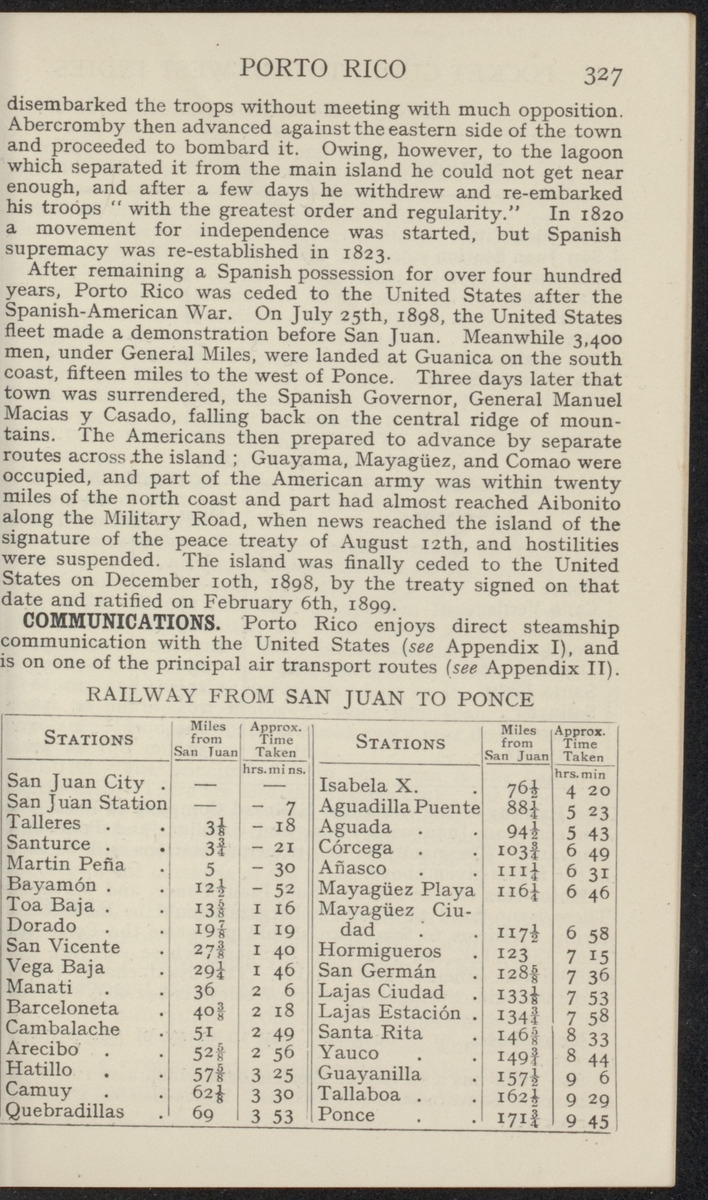 PORTO RICO 327
disembarked the troops without meeting with much opposition.
Abercromby then advanced against the eastern side of the town
and proceeded to bombard it. Owing, however, to the lagoon
which separated it from the main island he could not get near
enough, and after a few days he withdrew and re-embarked
his troops “ with the greatest order and regularity.” In 1820
a movement for independence was started, but Spanish
supremacy was re-established in 1823.
After remaining a Spanish possession for over four hundred
years, Porto Rico was ceded to the United States after the
Spanish-American War. On July 25th, 1898, the United States
fleet made a demonstration before San Juan. Meanwhile 3,400
men, under General Miles, were landed at Guanica on the south
coast, fifteen miles to the west of Ponce. Three days later that
town was surrendered, the Spanish Governor, General Manuel
Macias y Casado, falling back on the central ridge of moun-
tains. The Americans then prepared to advance by separate
routes across the island ; Guayama, Mayagüez, and Comao were
occupied, and part of the American army was within twenty
miles of the north coast and part had almost reached Aibonito
along the Military Road, when news reached the island of the
signature of the peace treaty of August 12th, and hostilities
were suspended. The island was finally ceded to the United
States on December 10th, 1898, by the treaty signed on that
date and ratified on February 6th, 1899.
COMMUNICATIONS. Porto Rico enjoys direct steamship
communication with the United States (see Appendix I), and
is on one of the principal air transport routes (see Appendix II).
RAILWAY FROM SAN JUAN TO PONCE
STATIONS | Miles from San Juan | Approx. Time Taken
hrs. mins.
San Juan City . — —
San Juan Station — - 7
Talleres . . 3⅛ - 18
Santurce . . 3¾ - 21
Martin Peña . 5 - 30
Bayamón . . 12½ - 52
Toa Baja . . 13⅝ 1 16
Dorado . . 19⅞ 1 19
San Vicente . 27⅜ 1 40
Vega Baja . 29¼ 1 46
Manati . . 36 2 6
Barceloneta . 40⅜ 2 18
Cambalache . 51 2 49
Arecibo . . 52⅝ 2 56
Hatillo . . 57⅝ 3 25
Camuy . . 62⅛ 3 30
Quebradillas . 69 3 53
STATIONS | Miles from San Juan | Approx. Time Taken
hrs. min
Isabela X. . 76½ 4 20
Aguadilla Puente 88¼ 5 23
Aguada . . 94½ 5 43
Córcega . . 103¾ 6 49
Añasco . . 111¼ 6 31
Mayagüez Playa 116¼ 6 46
Mayagüez Ciu-
dad . . 117½ 6 58
Hormigueros . 123 7 15
San Germán . 128⅝ 7 36
Lajas Ciudad . 133⅛ 7 53
Lajas Estación . 134¾ 7 58
Santa Rita . 146⅝ 8 33
Yauco . . 149¾ 8 44
Guayanilla . 157½ 9 6
Tallaboa . . 162½ 9 29
Ponce . . 171¾ 9 45